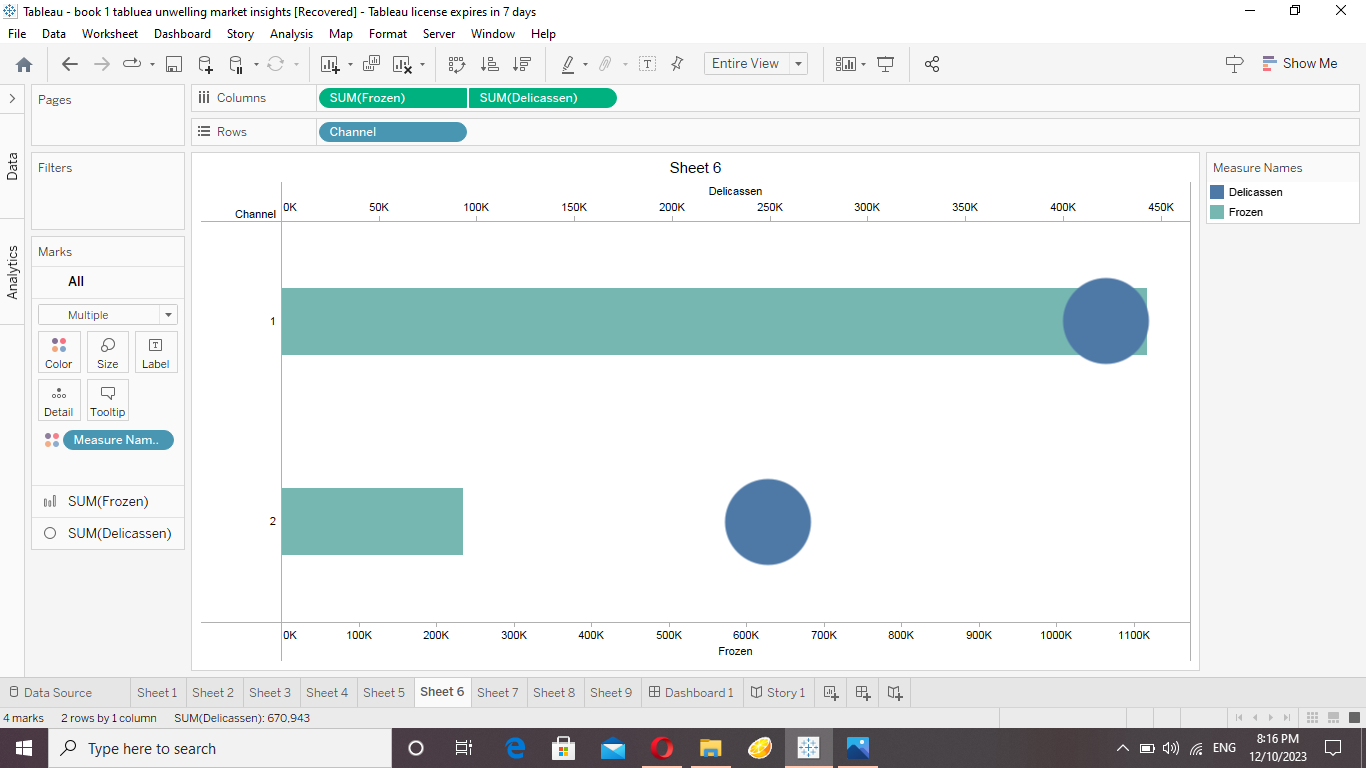 Tableau - book 1 tabluea unwelling market insights [Recovered] - Tableau license expires in 7 days
File Data Worksheet Dashboard Story Analysis Map Format Server Window Help
Entire View
Show Me
Pages
Columns
SUM(Frozen)
SUM(Delicassen)
Rows
Channel
Data
Analytics
Filters
Marks
All
Multiple
Color Size Label
Detail Tooltip
Measure Nam..
SUM(Frozen)
SUM(Delicassen)
Sheet 6
Delicassen
Channel
0K 50K 100K 150K 200K 250K 300K 350K 400K 450K
1
2
0K 100K 200K 300K 400K 500K 600K 700K 800K 900K 1000K 1100K
Frozen
Measure Names
Delicassen
Frozen
Data Source Sheet 1 Sheet 2 Sheet 3 Sheet 4 Sheet 5 Sheet 6 Sheet 7 Sheet 8 Sheet 9 Dashboard 1 Story 1
4 marks 2 rows by 1 column SUM(Delicassen): 670,943
Type here to search
ENG
8:16 PM
12/10/2023